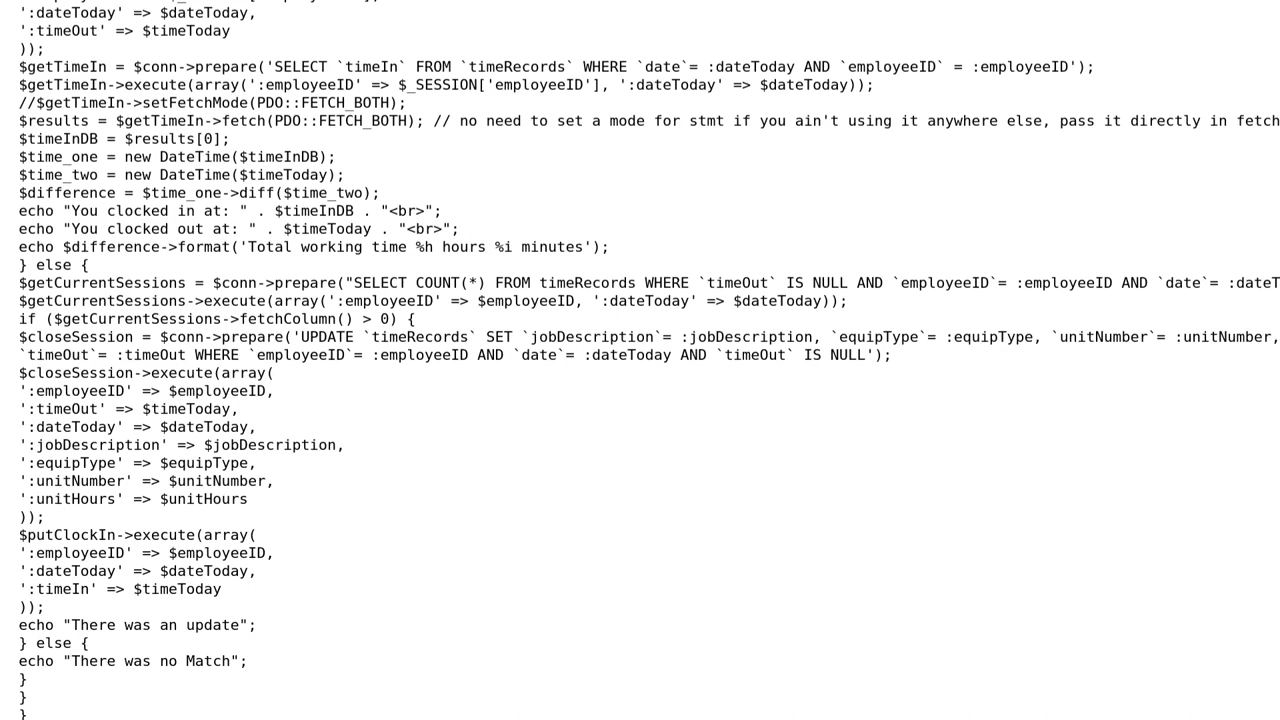 ':dateToday' => $dateToday,
':timeOut' => $timeToday
));
$getTimeIn = $conn->prepare('SELECT `timeIn` FROM `timeRecords` WHERE `date`= :dateToday AND `employeeID` = :employeeID');
$getTimeIn->execute(array(':employeeID' => $_SESSION['employeeID'], ':dateToday' => $dateToday));
//$getTimeIn->setFetchMode(PDO::FETCH_BOTH);
$results = $getTimeIn->fetch(PDO::FETCH_BOTH); // no need to set a mode for stmt if you ain't using it anywhere else, pass it directly in fetch
$timeInDB = $results[0];
$time_one = new DateTime($timeInDB);
$time_two = new DateTime($timeToday);
$difference = $time_one->diff($time_two);
echo "You clocked in at: " . $timeInDB . "<br>";
echo "You clocked out at: " . $timeToday . "<br>";
echo $difference->format('Total working time %h hours %i minutes');
} else {
$getCurrentSessions = $conn->prepare("SELECT COUNT(*) FROM timeRecords WHERE `timeOut` IS NULL AND `employeeID`= :employeeID AND `date`= :dateT
$getCurrentSessions->execute(array(':employeeID' => $employeeID, ':dateToday' => $dateToday));
if ($getCurrentSessions->fetchColumn() > 0) {
$closeSession = $conn->prepare('UPDATE `timeRecords` SET `jobDescription`= :jobDescription, `equipType`= :equipType, `unitNumber`= :unitNumber,
`timeOut`= :timeOut WHERE `employeeID`= :employeeID AND `date`= :dateToday AND `timeOut` IS NULL');
$closeSession->execute(array(
':employeeID' => $employeeID,
':timeOut' => $timeToday,
':dateToday' => $dateToday,
':jobDescription' => $jobDescription,
':equipType' => $equipType,
':unitNumber' => $unitNumber,
':unitHours' => $unitHours
));
$putClockIn->execute(array(
':employeeID' => $employeeID,
':dateToday' => $dateToday,
':timeIn' => $timeToday
));
echo "There was an update";
} else {
echo "There was no Match";
}
}
}